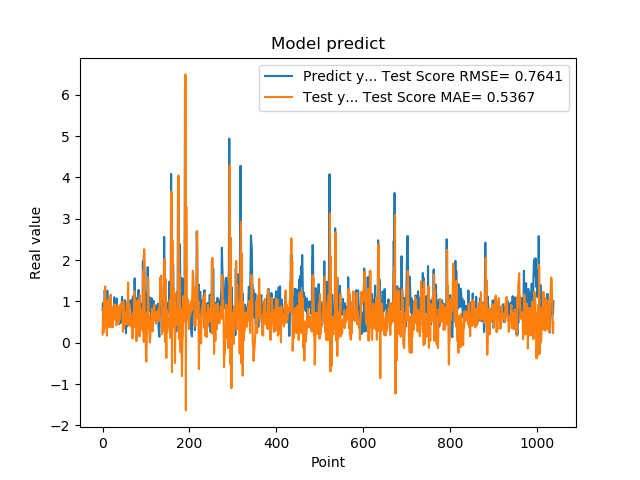 Model predict
Predict y... Test Score RMSE= 0.7641
Test y... Test Score MAE= 0.5367
Real value
6
5
4
3
2
1
0
−1
−2
0 200 400 600 800 1000
Point